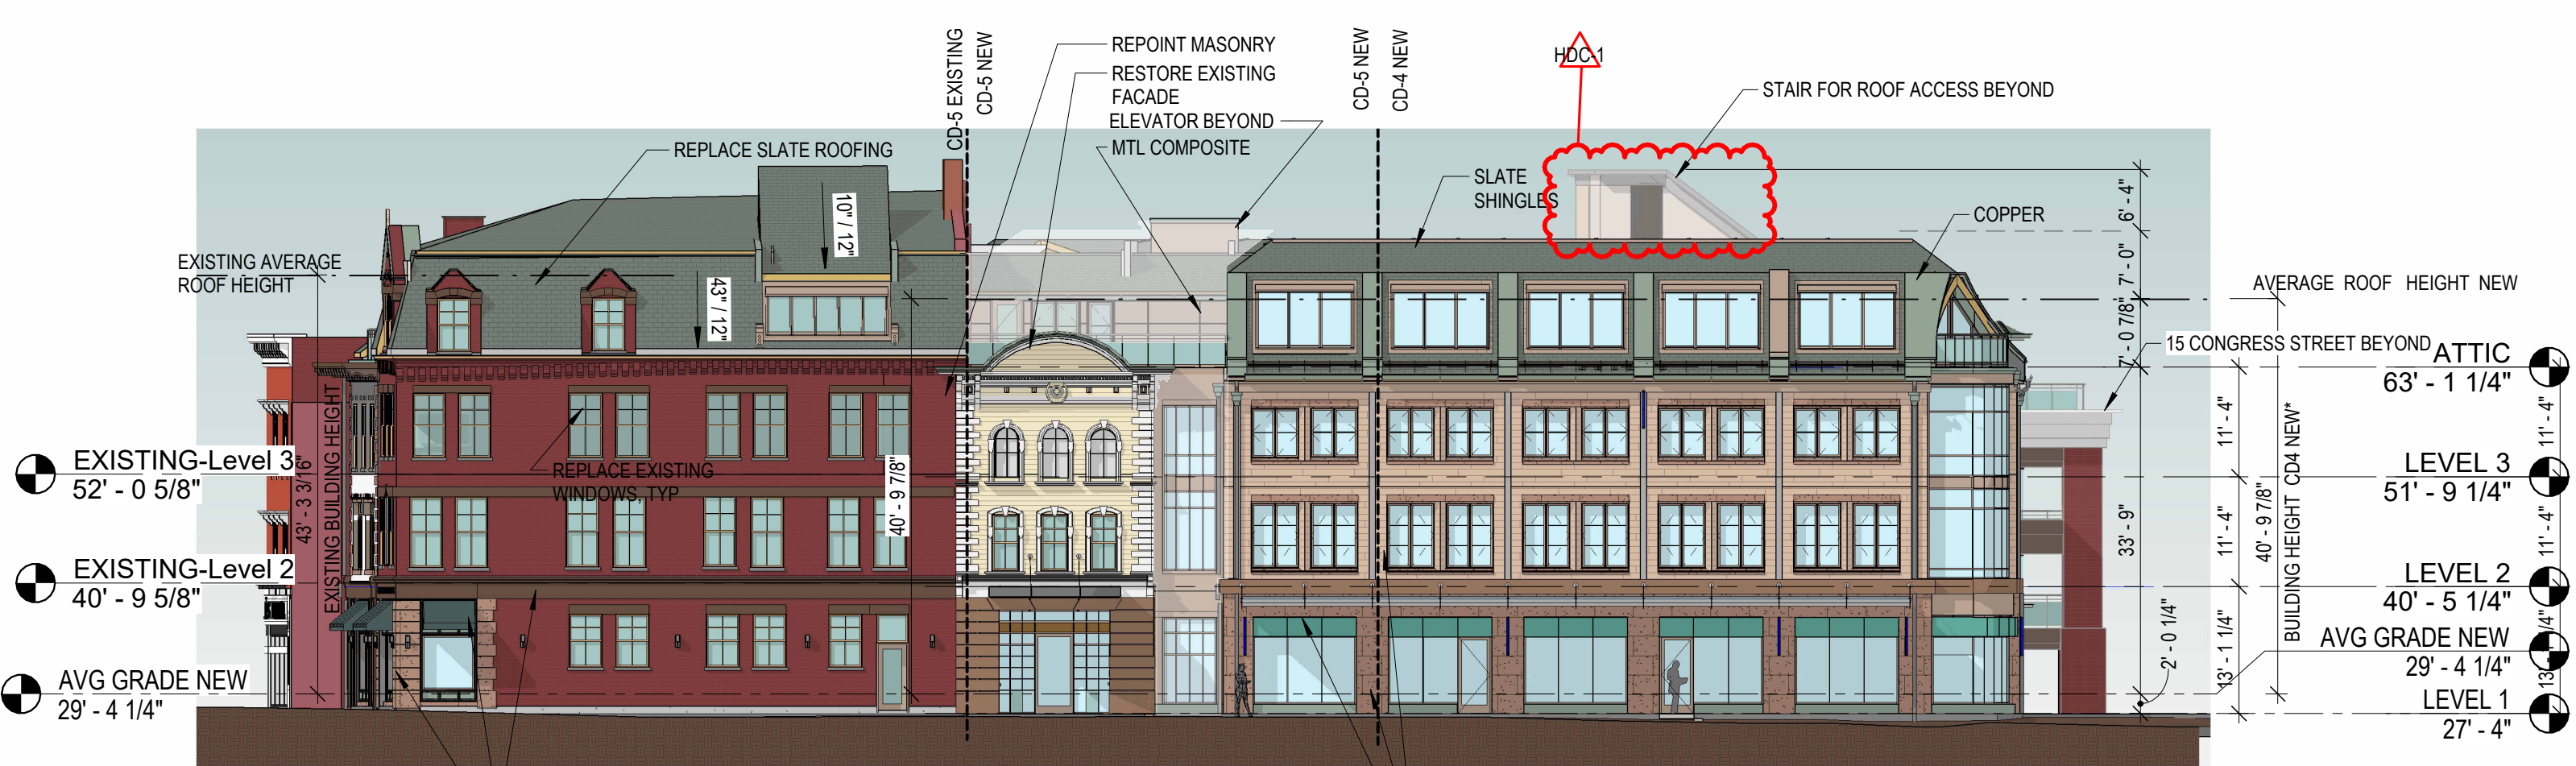 CD-5 EXISTING
CD-5 NEW
REPOINT MASONRY
RESTORE EXISTING
FACADE
ELEVATOR BEYOND
MTL COMPOSITE
CD-5 NEW
CD-4 NEW
HDC-1
STAIR FOR ROOF ACCESS BEYOND
REPLACE SLATE ROOFING
SLATE
SHINGLES
COPPER
10" / 12"
43" / 12"
EXISTING AVERAGE
ROOF HEIGHT
6' - 4"
7' - 0"
7' - 0 7/8"
AVERAGE ROOF HEIGHT NEW
15 CONGRESS STREET BEYOND
ATTIC
63' - 1 1/4"
EXISTING-Level 3
52' - 0 5/8"
REPLACE EXISTING
WINDOWS, TYP
43' - 3 3/16"
EXISTING BUILDING HEIGHT
40' - 9 7/8"
33' - 9"
11' - 4"
11' - 4"
13' - 1 1/4"
40' - 9 7/8"
BUILDING HEIGHT CD4 NEW*
11' - 4"
11' - 4"
LEVEL 3
51' - 9 1/4"
EXISTING-Level 2
40' - 9 5/8"
LEVEL 2
40' - 5 1/4"
2' - 0 1/4"
AVG GRADE NEW
29' - 4 1/4"
AVG GRADE NEW
29' - 4 1/4"
LEVEL 1
27' - 4"